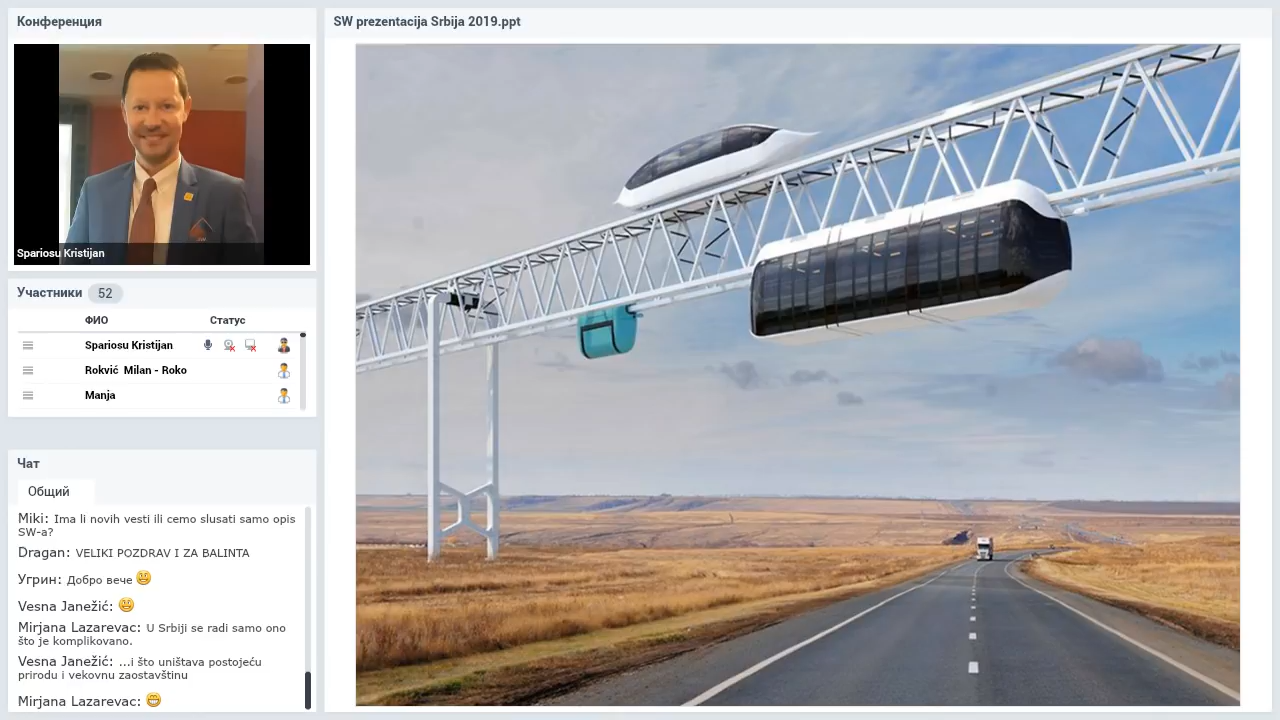 Конференция
Spariosu Kristijan
Участники 52
ФИО Статус
Spariosu Kristijan
Rokvić Milan - Roko
Manja
Чат
Общий
Miki: Ima li novih vesti ili cemo slusati samo opis
SW-a?
Dragan: VELIKI POZDRAV I ZA BALINTA
Угрин: Добро вече
Vesna Janežić:
Mirjana Lazarevac: U Srbiji se radi samo ono
što je komplikovano.
Vesna Janežić: ...i što uništava postojeću
prirodu i vekovnu zaostavštinu
Mirjana Lazarevac:
SW prezentacija Srbija 2019.ppt